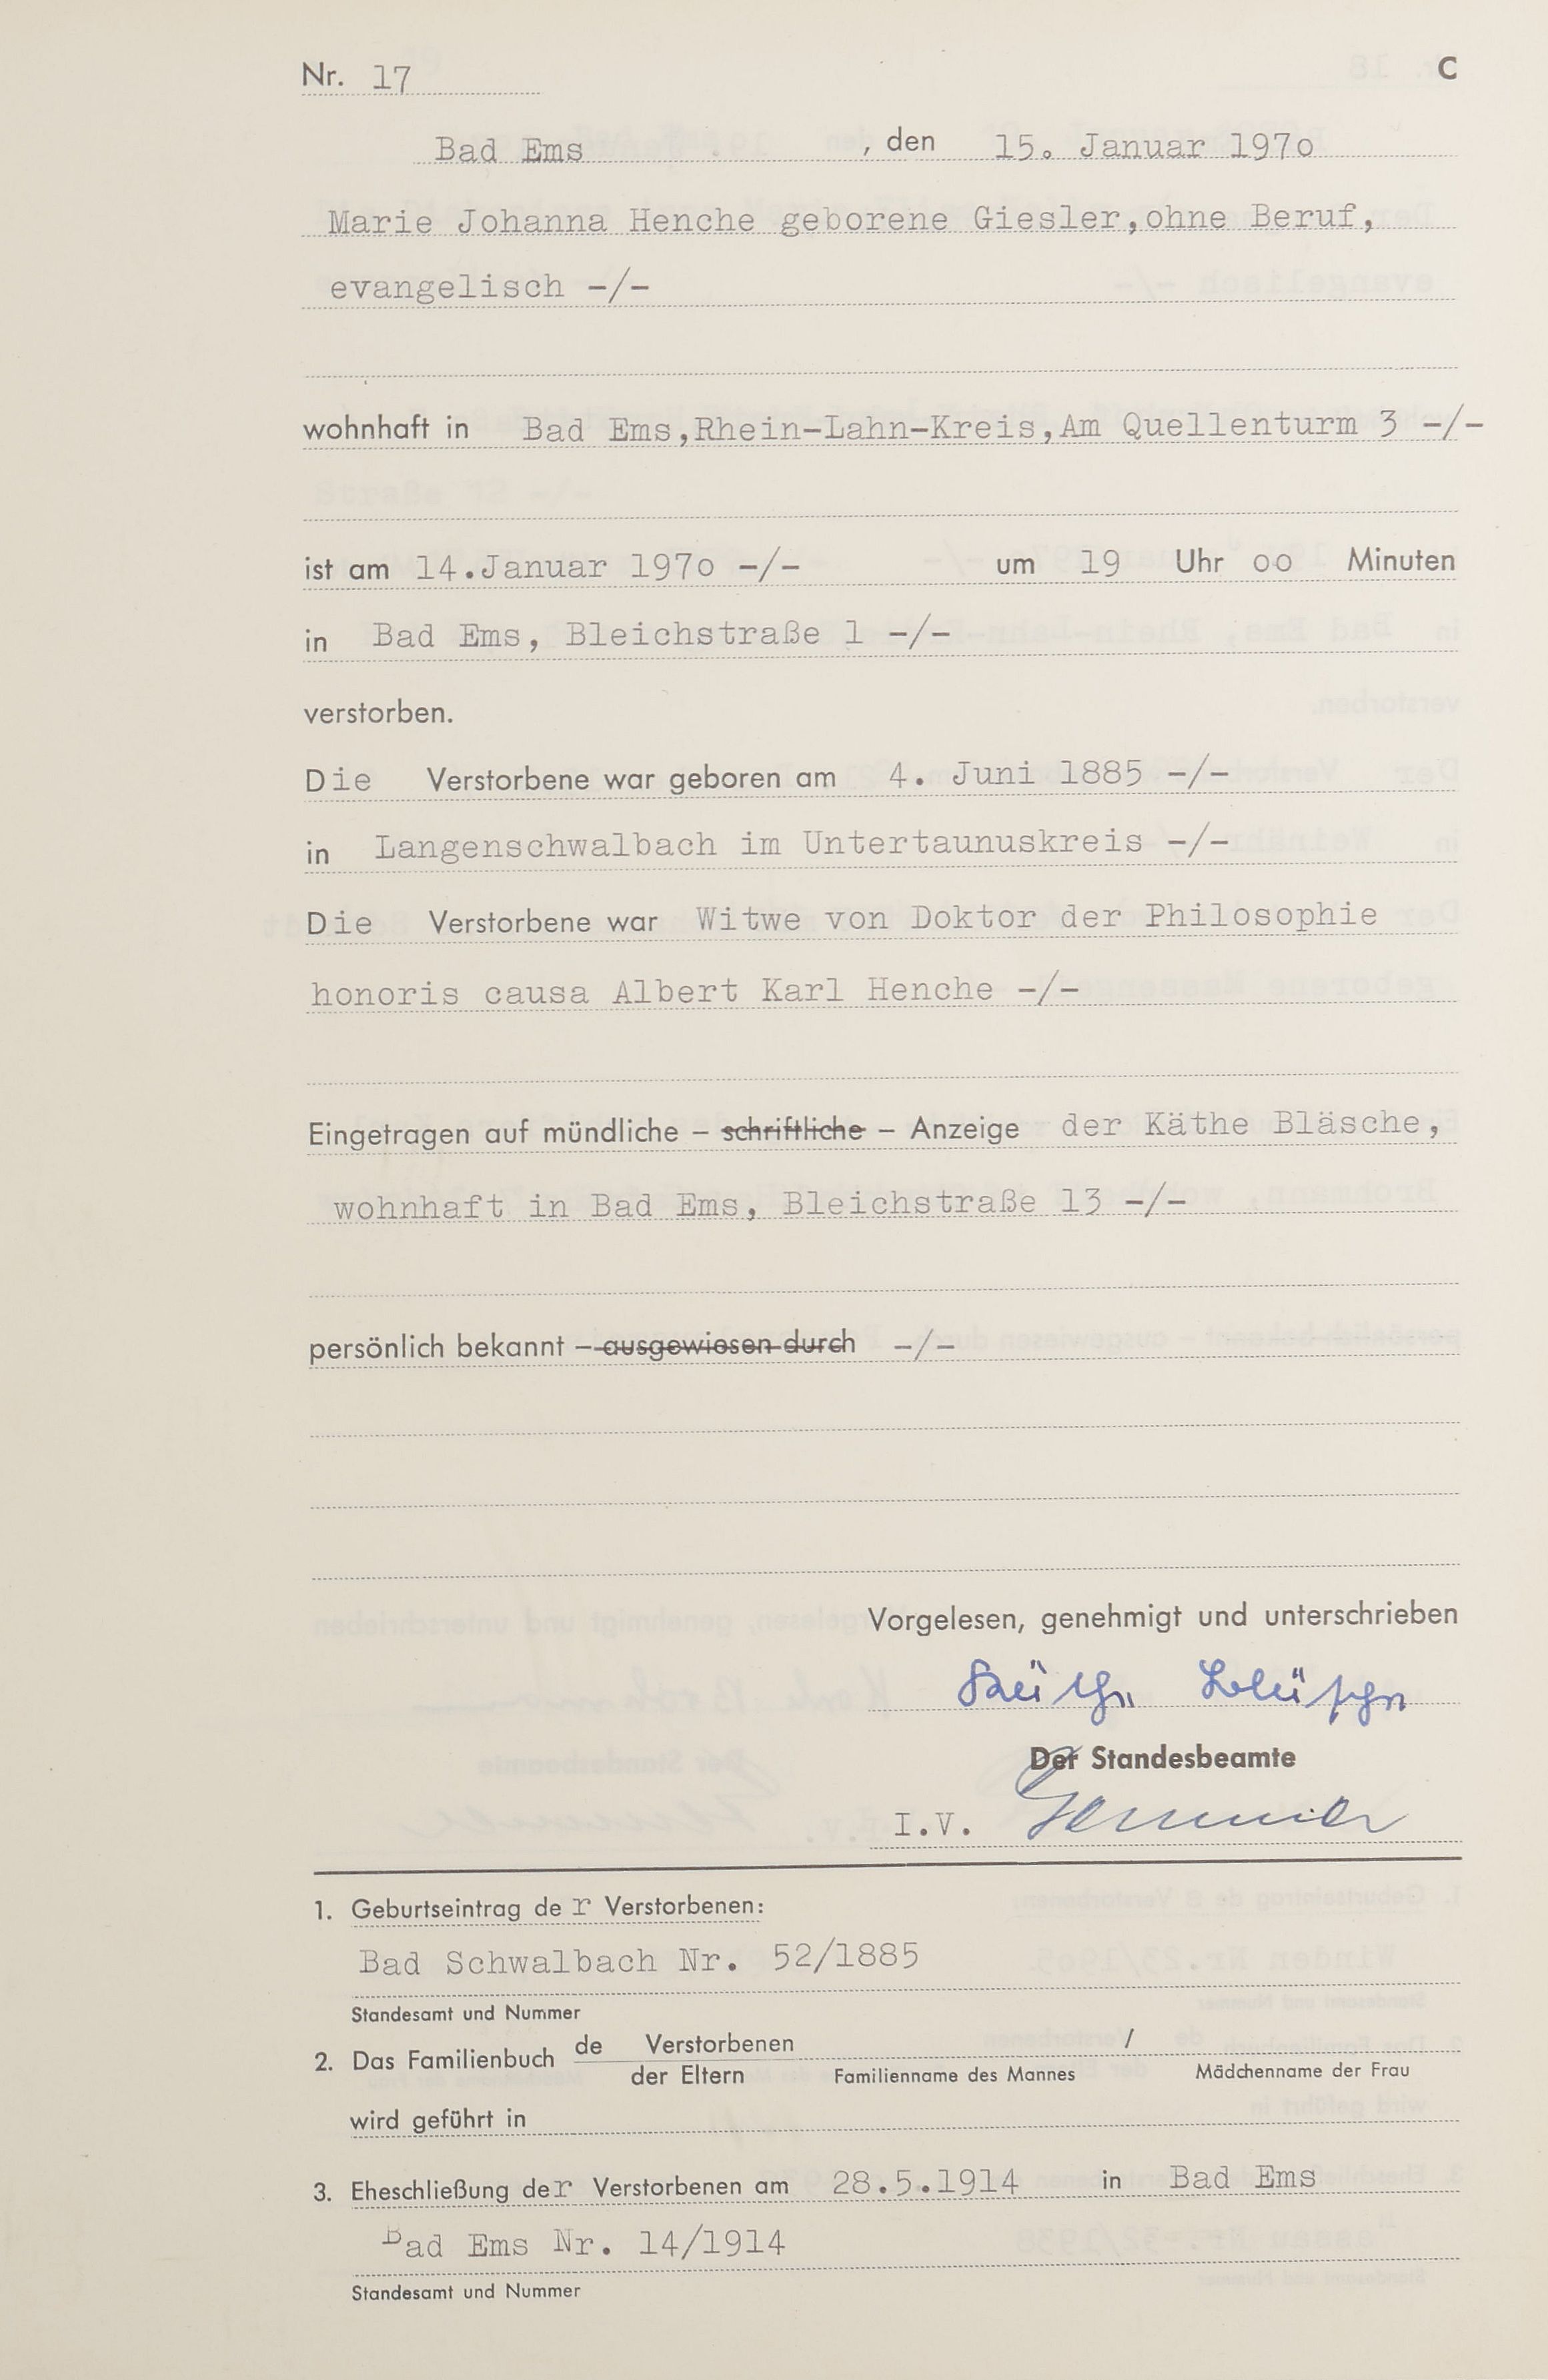 Nr. 17
C
Bad Ems , den 15. Januar 1970
Marie Johanna Henche geborene Giesler,ohne Beruf,
evangelisch -/-
wohnhaft in Bad Ems,Rhein-Lahn-Kreis,Am Quellenturm 3 -/-
ist am 14.Januar 1970 -/- um 19 Uhr oo Minuten
in Bad Ems, Bleichstraße 1 -/-
verstorben.
Die Verstorbene war geboren am 4. Juni 1885 -/-
in Langenschwalbach im Untertaunuskreis -/-
Die Verstorbene war Witwe von Doktor der Philosophie
honoris causa Albert Karl Henche -/-
Eingetragen auf mündliche – schriftliche – Anzeige der Käthe Bläsche,
wohnhaft in Bad Ems, Bleichstraße 13 -/-
persönlich bekannt – ausgewiesen durch -/-
Vorgelesen, genehmigt und unterschrieben
Käthe Bläsche
Der Standesbeamte
I.V.
1. Geburtseintrag de r Verstorbenen:
Bad Schwalbach Nr. 52/1885
Standesamt und Nummer
2. Das Familienbuch de Verstorbenen /
der Eltern Familienname des Mannes Mädchenname der Frau
wird geführt in
3. Eheschließung der Verstorbenen am 28.5.1914 in Bad Ems
Bad Ems Nr. 14/1914
Standesamt und Nummer